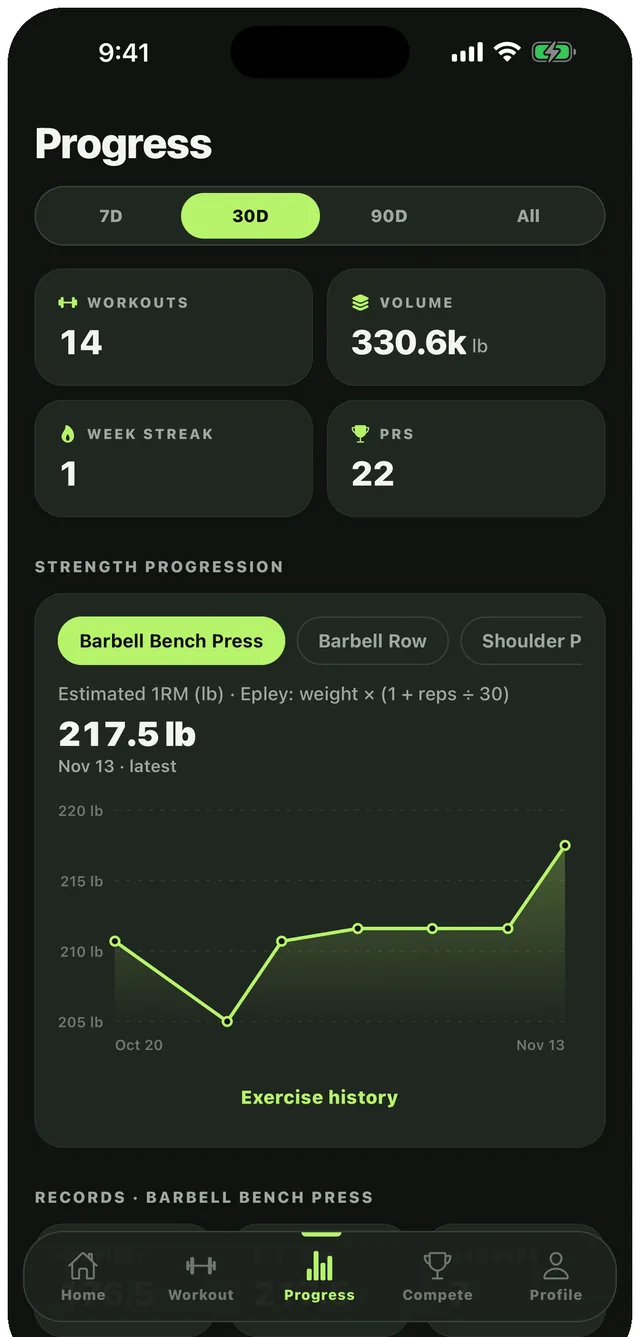 9:41
Progress
7D 30D 90D All
WORKOUTS
14
VOLUME
330.6k lb
WEEK STREAK
1
PRS
22
STRENGTH PROGRESSION
Barbell Bench Press Barbell Row Shoulder P
Estimated 1RM (lb) · Epley: weight × (1 + reps ÷ 30)
217.5 lb
Nov 13 · latest
220 lb
215 lb
210 lb
205 lb
Oct 20 Nov 13
Exercise history
RECORDS · BARBELL BENCH PRESS
Home Workout Progress Compete Profile